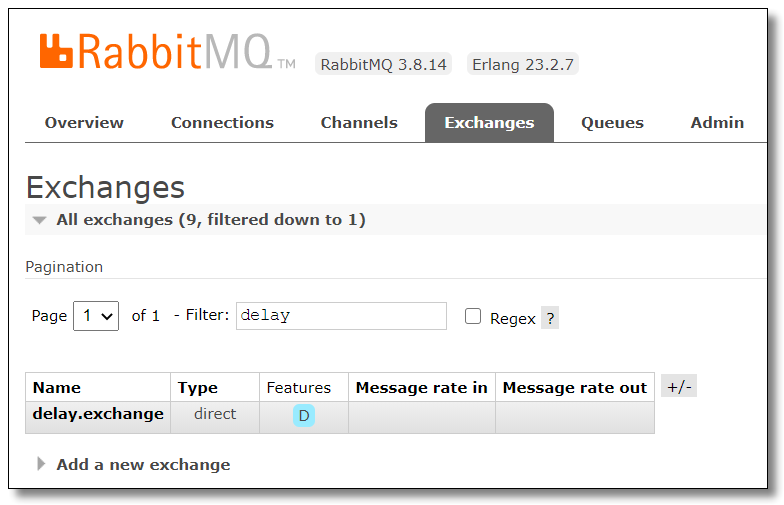 RabbitMQ TM RabbitMQ 3.8.14 Erlang 23.2.7
Overview Connections Channels Exchanges Queues Admin
Exchanges
All exchanges (9, filtered down to 1)
Pagination
Page 1 of 1 - Filter: delay Regex ?
Name Type Features Message rate in Message rate out +/-
delay.exchange direct D
Add a new exchange